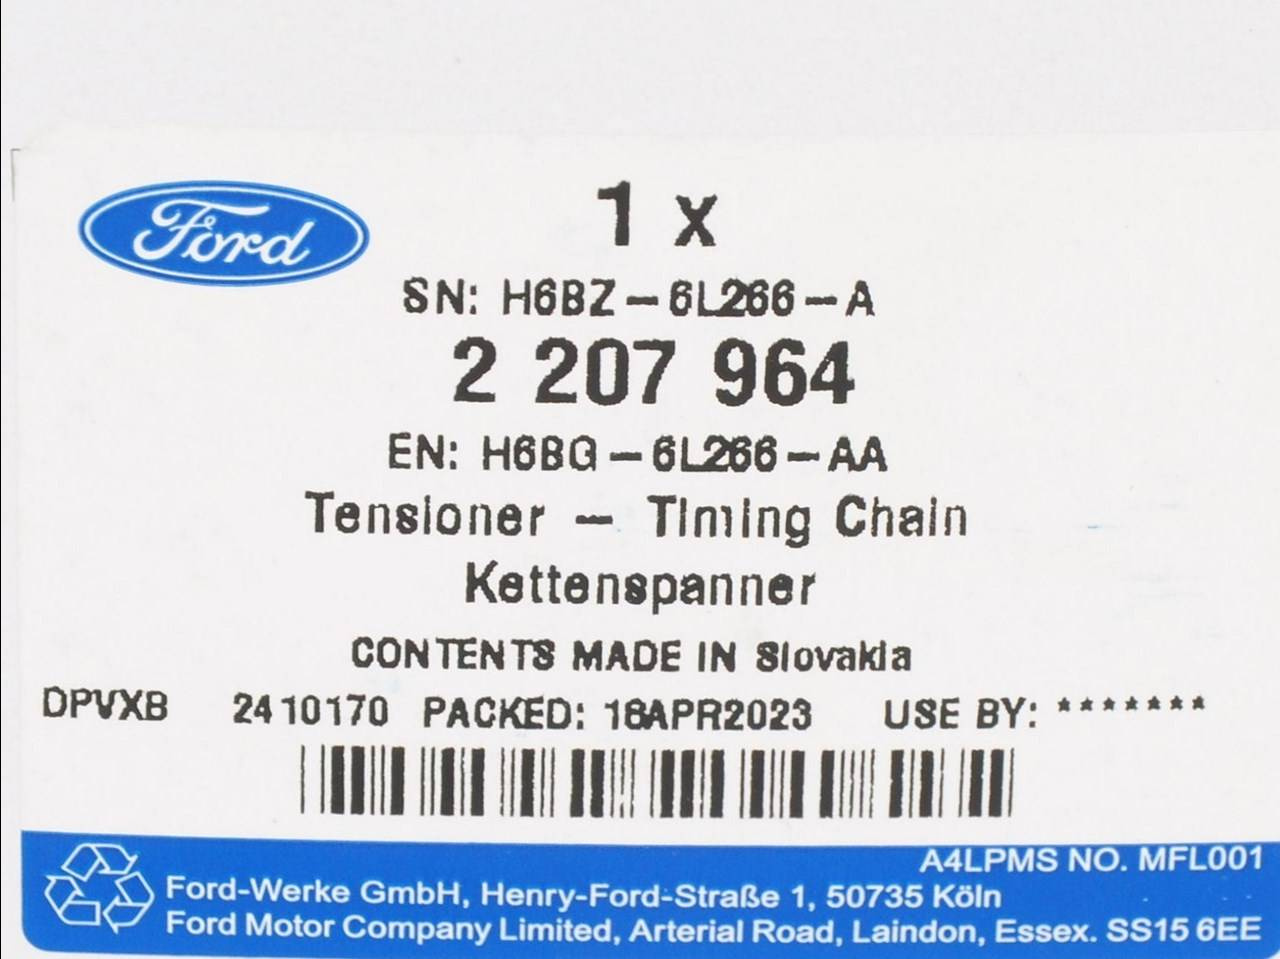 Ford
1 x
SN: H6BZ-6L266-A
2 207 964
EN: H6BG-6L266-AA
Tensioner - Timing Chain
Kettenspanner
CONTENTS MADE IN Slovakia
DPVXB 2410170 PACKED: 18APR2023 USE BY: *******
A4LPMS NO. MFL001
Ford-Werke GmbH, Henry-Ford-Straße 1, 50735 Köln
Ford Motor Company Limited, Arterial Road, Laindon, Essex. SS15 6EE